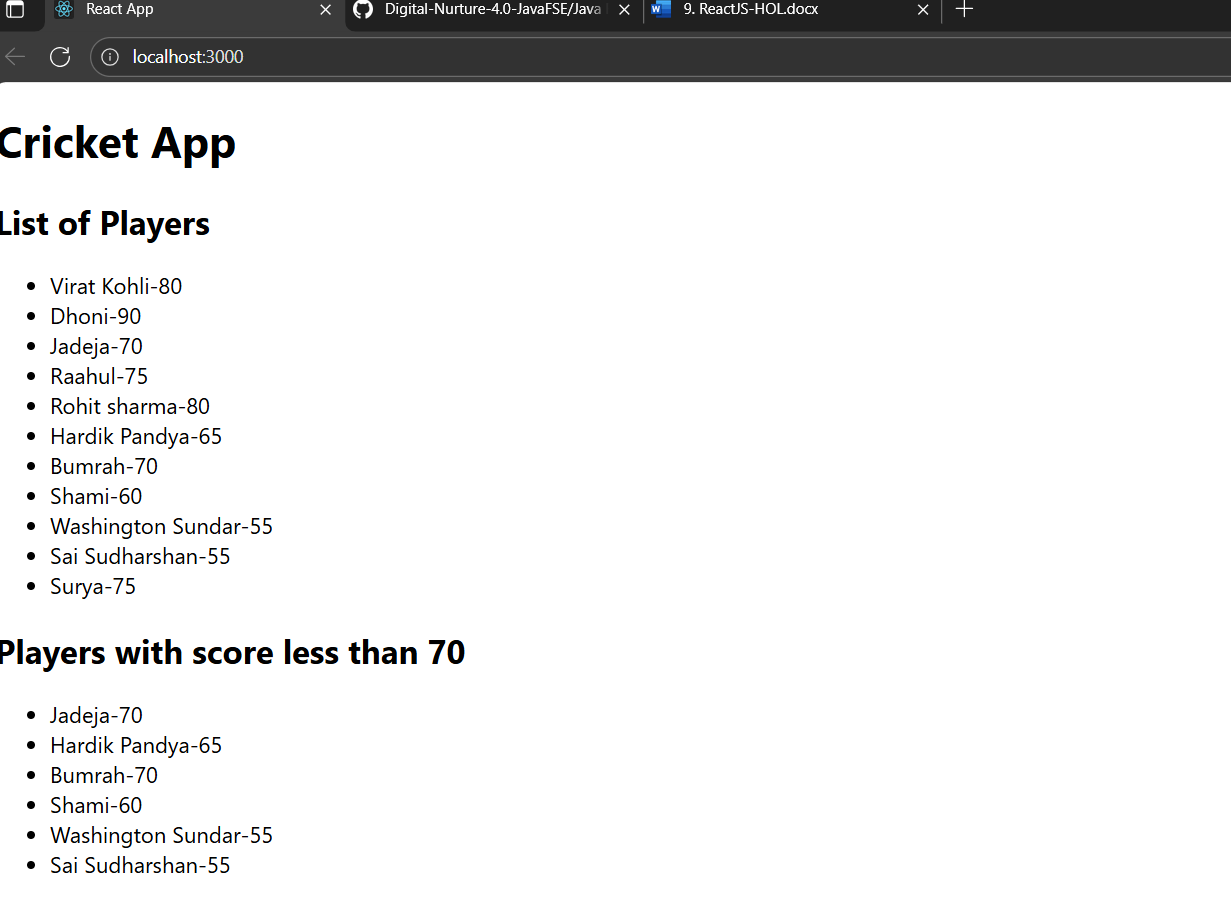 React App
Digital-Nurture-4.0-JavaFSE/Java
9. ReactJS-HOL.docx
localhost:3000
Cricket App
List of Players
Virat Kohli-80
Dhoni-90
Jadeja-70
Raahul-75
Rohit sharma-80
Hardik Pandya-65
Bumrah-70
Shami-60
Washington Sundar-55
Sai Sudharshan-55
Surya-75
Players with score less than 70
Jadeja-70
Hardik Pandya-65
Bumrah-70
Shami-60
Washington Sundar-55
Sai Sudharshan-55